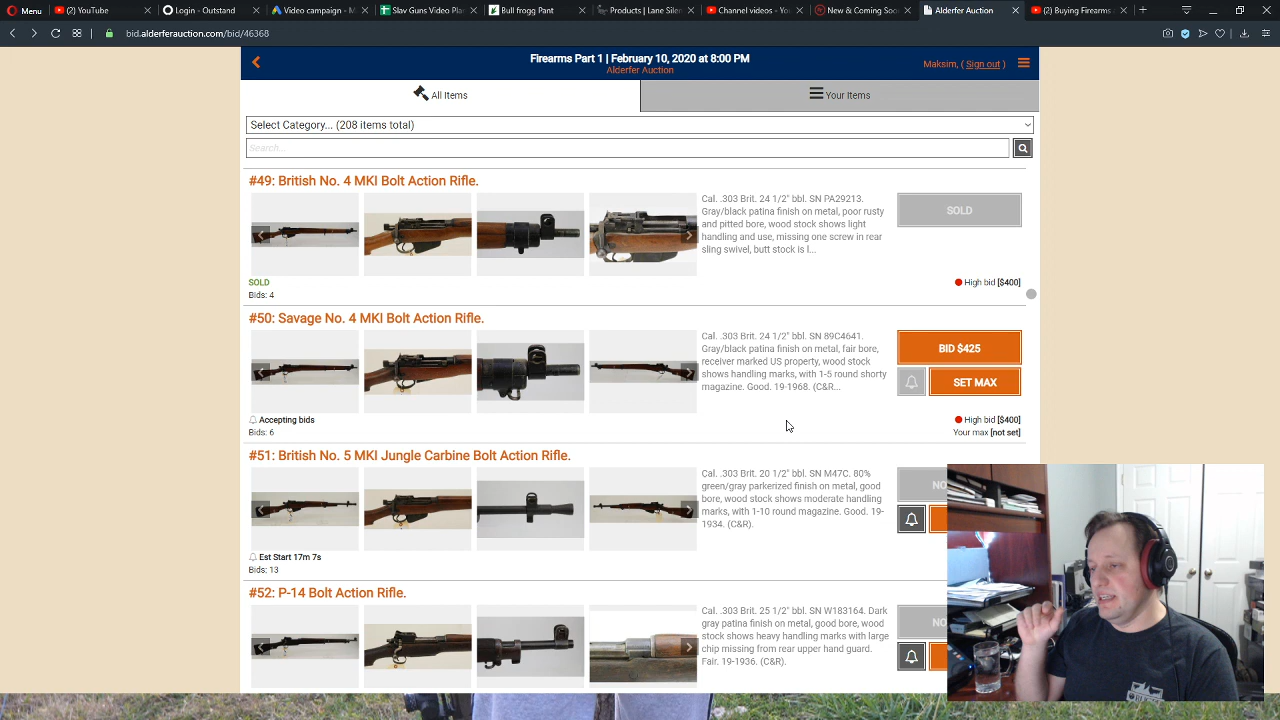 Menu
(2) YouTube
Login - Outstand
Video campaign - M
Slav Guns Video Plan
Bull frogg Pant
Products | Lane Silen
Channel videos - Yo
New & Coming Soo
Alderfer Auction
(2) Buying Firearms
bid.alderferauction.com/bid/46368
Firearms Part 1 | February 10, 2020 at 8:00 PM
Alderfer Auction
Maksim, ( Sign out )
All Items
Your Items
Select Category... (208 items total)
Search...
#49: British No. 4 MKI Bolt Action Rifle.
Cal. .303 Brit. 24 1/2" bbl. SN PA29213.
Gray/black patina finish on metal, poor rusty
and pitted bore, wood stock shows light
handling and use, missing one screw in rear
sling swivel, butt stock is l...
SOLD
SOLD
Bids: 4
High bid [$400]
#50: Savage No. 4 MKI Bolt Action Rifle.
Cal. .303 Brit. 24 1/2" bbl. SN 89C4641.
Gray/black patina finish on metal, fair bore,
receiver marked US property, wood stock
shows handling marks, with 1-5 round shorty
magazine. Good. 19-1968. (C&R...
BID $425
SET MAX
Accepting bids
Bids: 6
High bid [$400]
Your max [not set]
#51: British No. 5 MKI Jungle Carbine Bolt Action Rifle.
Cal. .303 Brit. 20 1/2" bbl. SN M47C. 80%
green/gray parkerized finish on metal, good
bore, wood stock shows moderate handling
marks, with 1-10 round magazine. Good. 19-
1934. (C&R).
NO
Est Start 17m 7s
Bids: 13
#52: P-14 Bolt Action Rifle.
Cal. .303 Brit. 25 1/2" bbl. SN W183164. Dark
gray patina finish on metal, good bore, wood
stock shows heavy handling marks with large
chip missing from rear upper hand guard.
Fair. 19-1936. (C&R).
NO